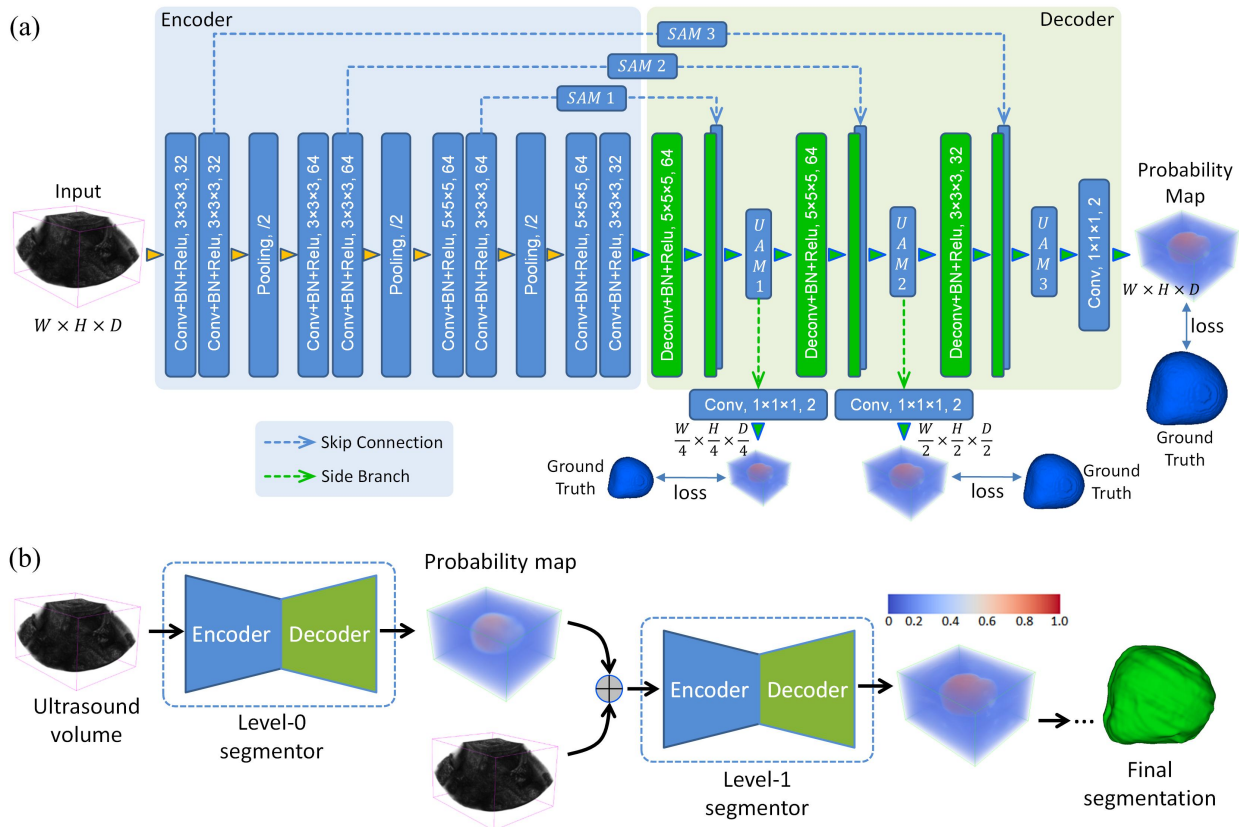 (a)
Encoder
Decoder
SAM 3
SAM 2
SAM 1
Input
W × H × D
Conv+BN+Relu, 3×3×3, 32
Conv+BN+Relu, 3×3×3, 32
Pooling, /2
Conv+BN+Relu, 3×3×3, 64
Conv+BN+Relu, 3×3×3, 64
Pooling, /2
Conv+BN+Relu, 5×5×5, 64
Conv+BN+Relu, 3×3×3, 64
Pooling, /2
Conv+BN+Relu, 5×5×5, 64
Conv+BN+Relu, 3×3×3, 32
Deconv+BN+Relu, 5×5×5, 64
UAM 1
Deconv+BN+Relu, 5×5×5, 64
UAM 2
Deconv+BN+Relu, 3×3×3, 32
UAM 3
Conv, 1×1×1, 2
Probability
Map
W × H × D
loss
Ground
Truth
Conv, 1×1×1, 2
Conv, 1×1×1, 2
W/4 × H/4 × D/4
W/2 × H/2 × D/2
Skip Connection
Side Branch
Ground
Truth
loss
loss
Ground
Truth
(b)
Probability map
Encoder
Decoder
Ultrasound
volume
Level-0
segmentor
0 0.2 0.4 0.6 0.8 1.0
Encoder
Decoder
Level-1
segmentor
...
Final
segmentation